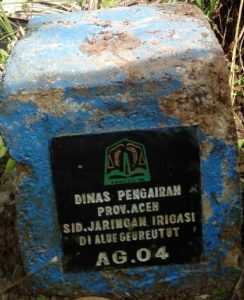 DINAS PENGAIRAN
PROV.ACEH
SID.JARINGAN IRIGASI
DI ALUE GEUREUTUT
AG.04